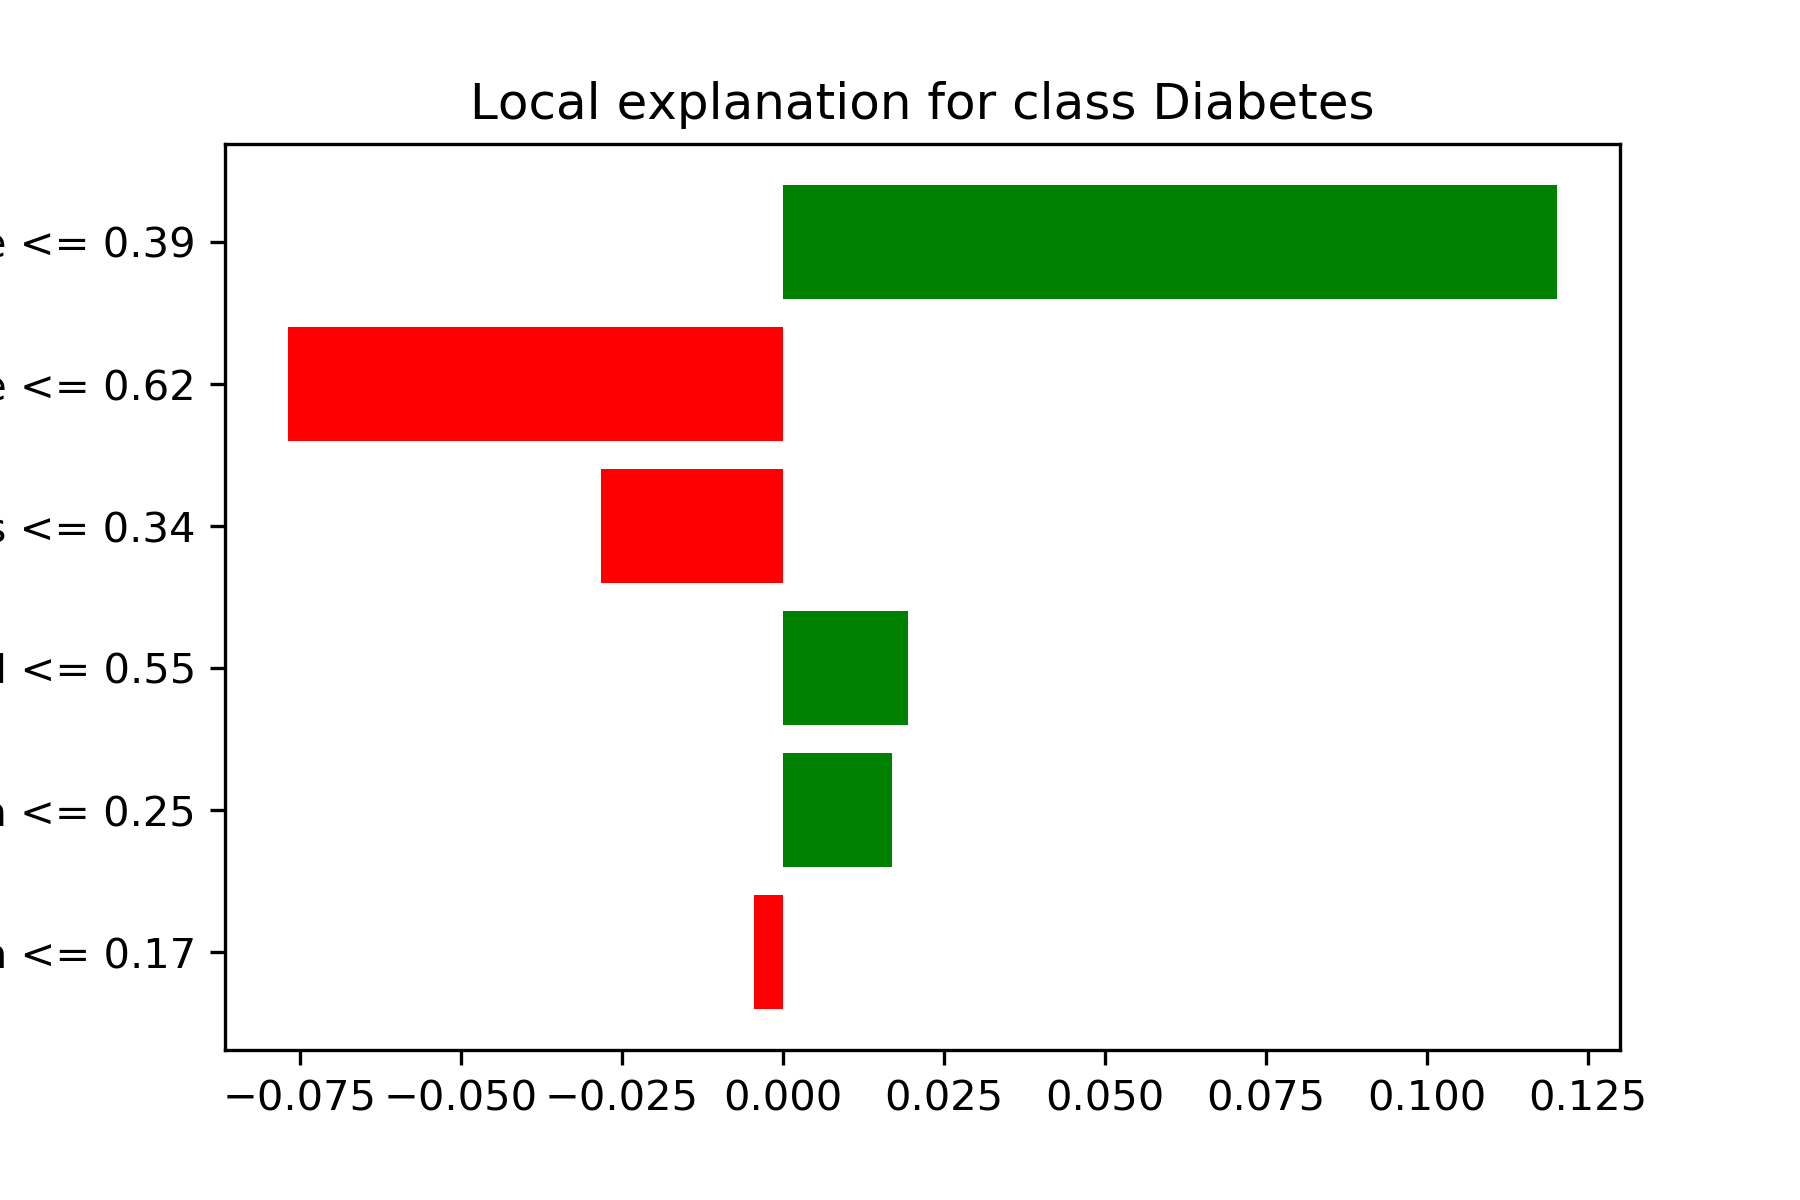 Local explanation for class Diabetes
e <= 0.39
e <= 0.62
s <= 0.34
<= 0.55
<= 0.25
<= 0.17
−0.075 −0.050 −0.025 0.000 0.025 0.050 0.075 0.100 0.125